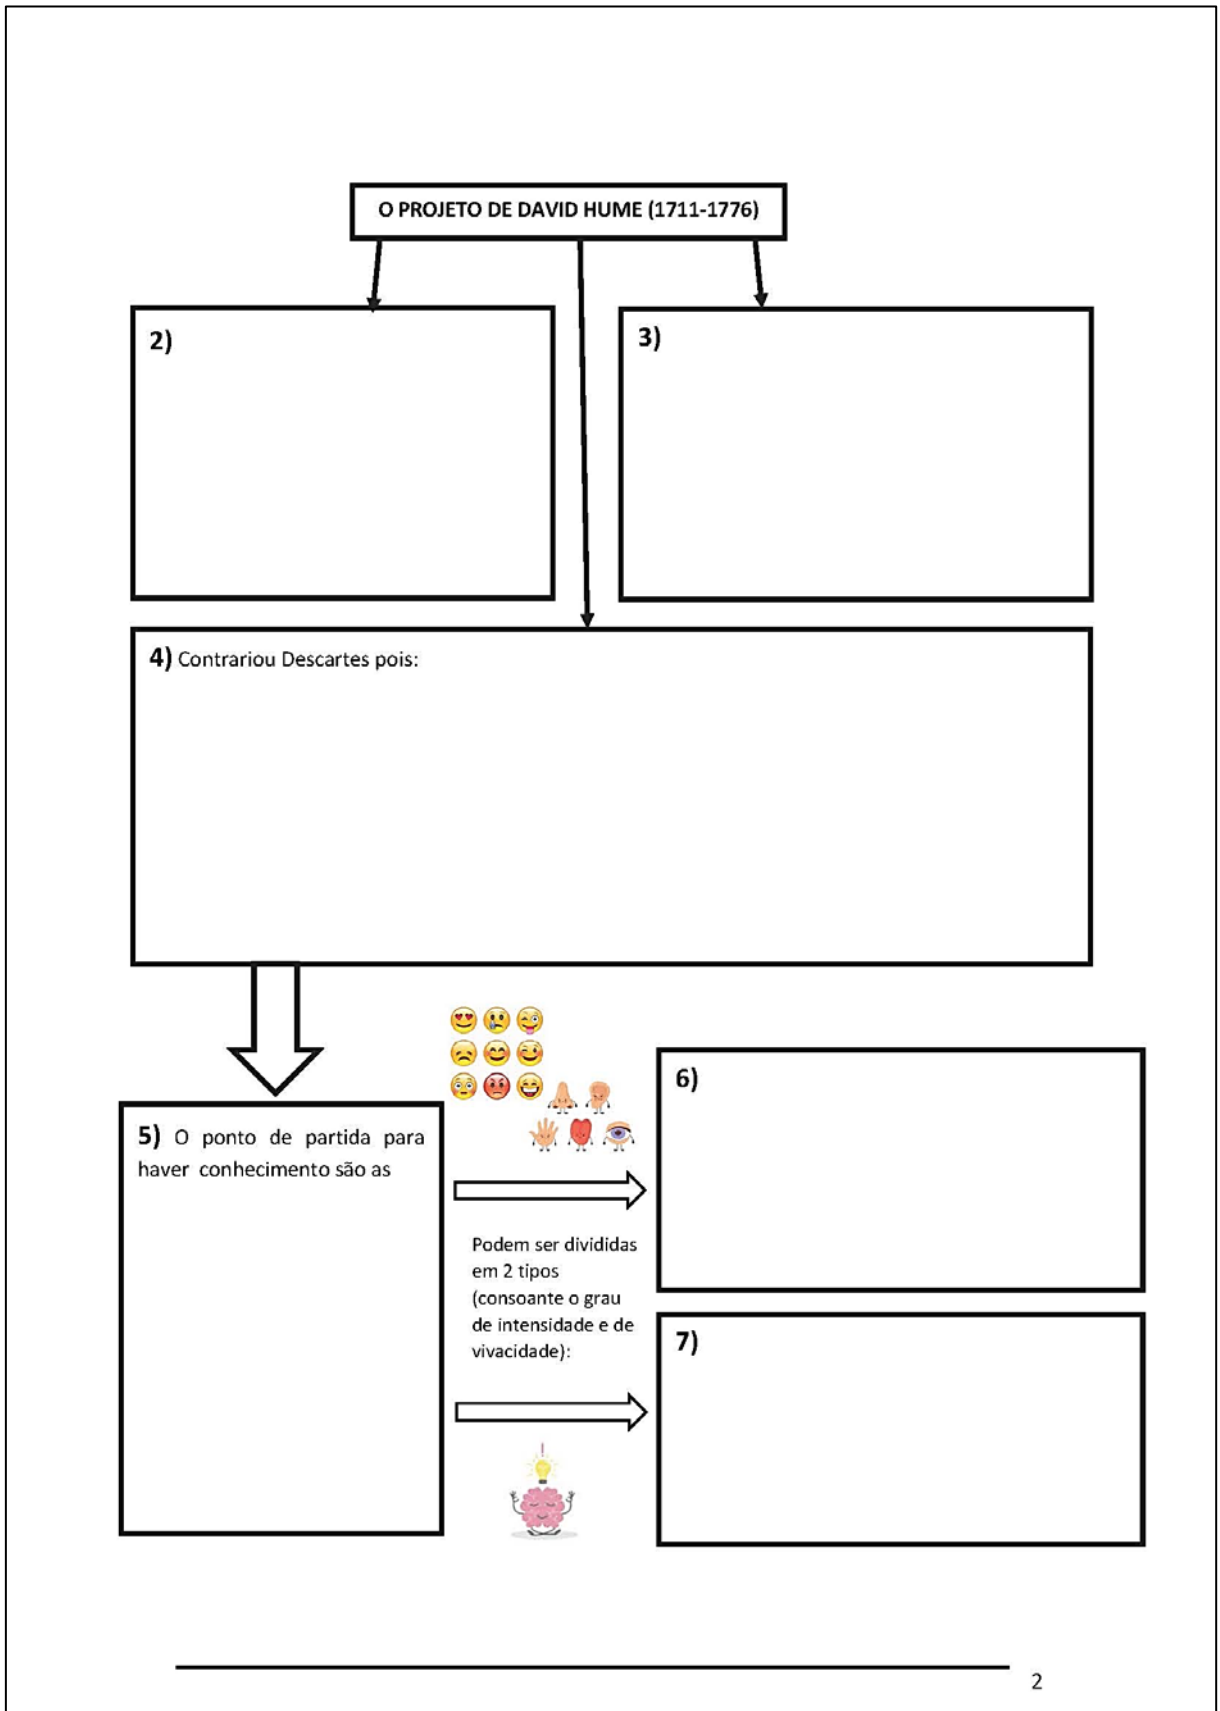 O PROJETO DE DAVID HUME (1711-1776)
2)
3)
4) Contrariou Descartes pois:
5) O ponto de partida para
haver conhecimento são as
6)
Podem ser divididas
em 2 tipos
(consoante o grau
de intensidade e de
vivacidade):
7)
2